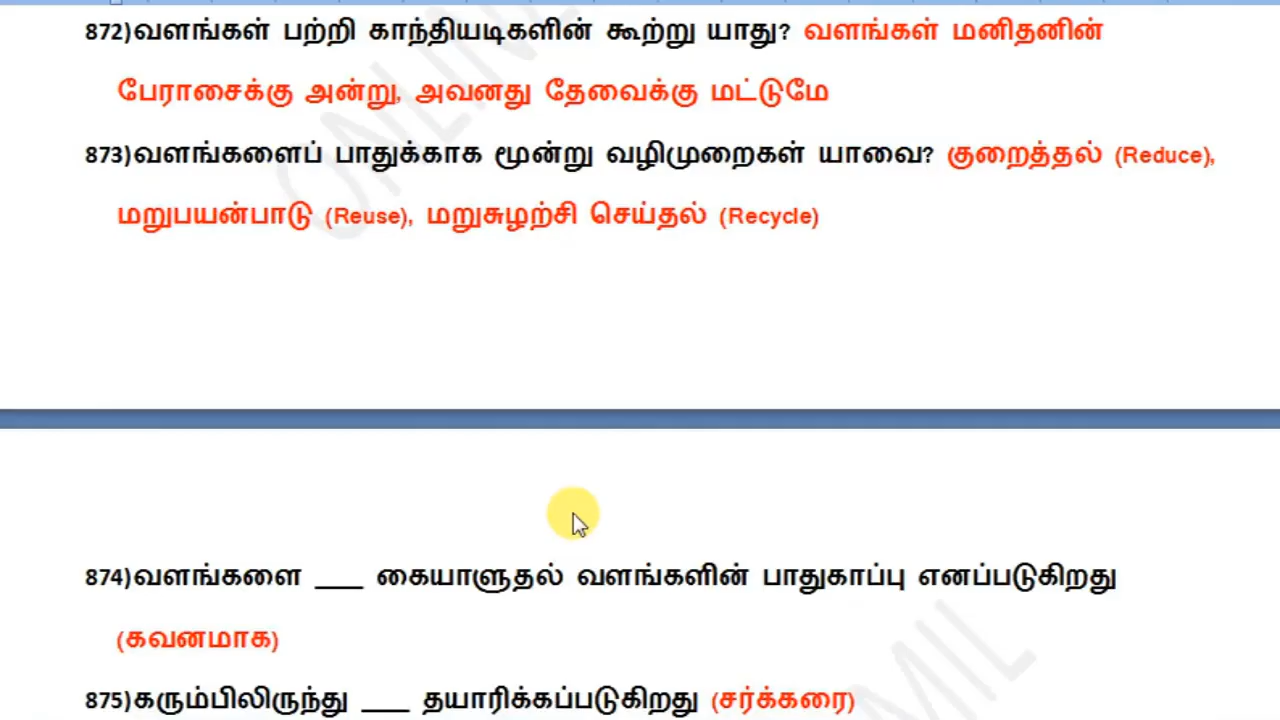 872)வளங்கள் பற்றி காந்தியடிகளின் கூற்று யாது? வளங்கள் மனிதனின்
பேராசைக்கு அன்று, அவனது தேவைக்கு மட்டுமே
873)வளங்களைப் பாதுக்காக மூன்று வழிமுறைகள் யாவை? குறைத்தல் (Reduce),
மறுபயன்பாடு (Reuse), மறுசுழற்சி செய்தல் (Recycle)
ONLINE
874)வளங்களை ___ கையாளுதல் வளங்களின் பாதுகாப்பு எனப்படுகிறது
(கவனமாக)
875)கரும்பிலிருந்து ___ தயாரிக்கப்படுகிறது (சர்க்கரை)